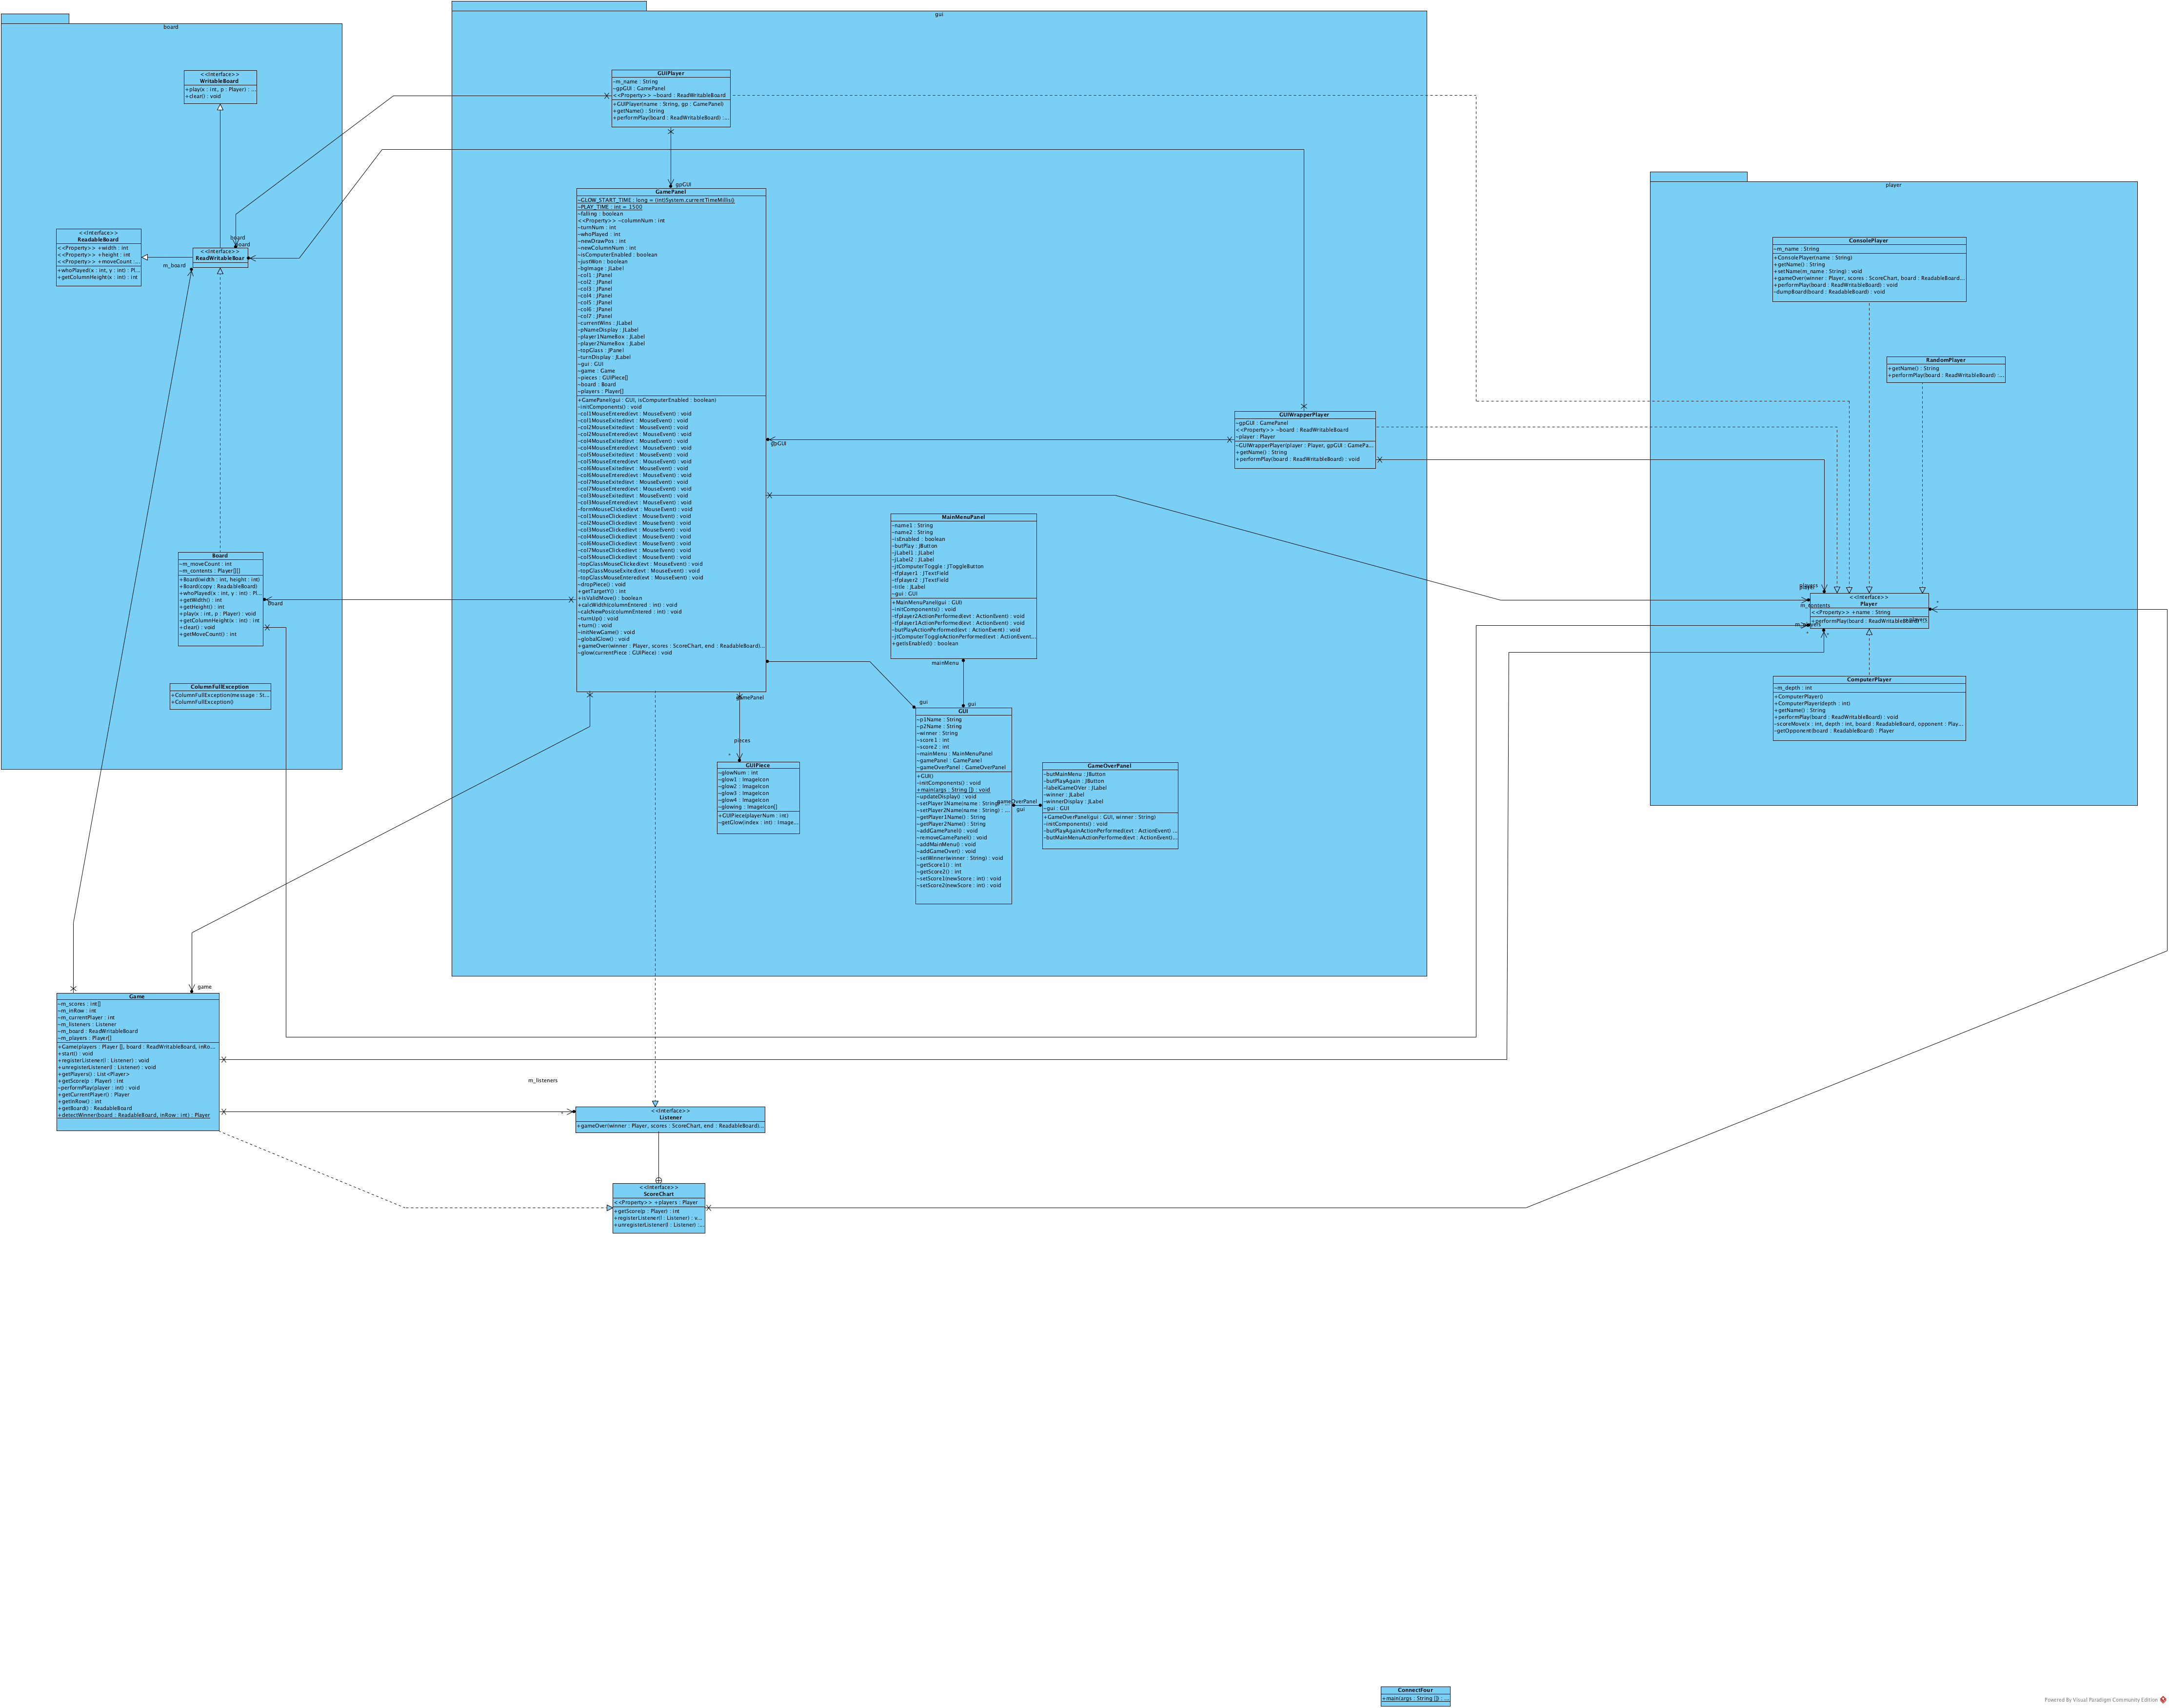 board
<<Interface>>
WritableBoard
+play(x : int, p : Player) : ...
+clear() : void
<<Interface>>
ReadableBoard
<<Property>> +width : int
<<Property>> +height : int
<<Property>> +moveCount : ...
+whoPlayed(x : int, y : int) : Pl...
+getColumnHeight(x : int) : int
board
board
<<Interface>>
ReadWritableBoar
m_board
Board
-m_moveCount : int
-m_contents : Player[][]
+Board(width : int, height : int)
+Board(copy : ReadableBoard)
+whoPlayed(x : int, y : int) : Pl...
+getWidth() : int
+getHeight() : int
+play(x : int, p : Player) : void
+getColumnHeight(x : int) : int
+clear() : void
+getMoveCount() : int
board
ColumnFullException
+ColumnFullException(message : St...
+ColumnFullException()
gui
GUIPlayer
-m_name : String
-gpGUI : GamePanel
<<Property>> -board : ReadWritableBoard
+GUIPlayer(name : String, gp : GamePanel)
+getName() : String
+performPlay(board : ReadWritableBoard) :...
gpGUI
GamePanel
-GLOW_START_TIME : long = (int)System.currentTimeMillis()
-PLAY_TIME : int = 1500
-falling : boolean
<<Property>> -columnNum : int
-turnNum : int
-whoPlayed : int
-newDrawPos : int
-newColumnNum : int
-isComputerEnabled : boolean
-justWon : boolean
-bgImage : JLabel
-col1 : JPanel
-col2 : JPanel
-col3 : JPanel
-col4 : JPanel
-col5 : JPanel
-col6 : JPanel
-col7 : JPanel
-currentWins : JLabel
-pNameDisplay : JLabel
-player1NameBox : JLabel
-player2NameBox : JLabel
-topGlass : JPanel
-turnDisplay : JLabel
-gui : GUI
-game : Game
-pieces : GUIPiece[]
-board : Board
-players : Player[]
+GamePanel(gui : GUI, isComputerEnabled : boolean)
-initComponents() : void
-col1MouseEntered(evt : MouseEvent) : void
-col1MouseExited(evt : MouseEvent) : void
-col2MouseExited(evt : MouseEvent) : void
-col2MouseEntered(evt : MouseEvent) : void
-col4MouseExited(evt : MouseEvent) : void
-col4MouseEntered(evt : MouseEvent) : void
-col5MouseExited(evt : MouseEvent) : void
-col5MouseEntered(evt : MouseEvent) : void
-col6MouseExited(evt : MouseEvent) : void
-col6MouseEntered(evt : MouseEvent) : void
-col7MouseExited(evt : MouseEvent) : void
-col7MouseEntered(evt : MouseEvent) : void
-col3MouseExited(evt : MouseEvent) : void
-col3MouseEntered(evt : MouseEvent) : void
-formMouseClicked(evt : MouseEvent) : void
-col1MouseClicked(evt : MouseEvent) : void
-col2MouseClicked(evt : MouseEvent) : void
-col3MouseClicked(evt : MouseEvent) : void
-col4MouseClicked(evt : MouseEvent) : void
-col6MouseClicked(evt : MouseEvent) : void
-col7MouseClicked(evt : MouseEvent) : void
-col5MouseClicked(evt : MouseEvent) : void
-topGlassMouseClicked(evt : MouseEvent) : void
-topGlassMouseExited(evt : MouseEvent) : void
-topGlassMouseEntered(evt : MouseEvent) : void
-dropPiece() : void
+getTargetY() : int
+isValidMove() : boolean
-calcWidth(columnEntered : int) : void
-calcNewPos(columnEntered : int) : void
-turnUp() : void
+turn() : void
-initNewGame() : void
-globalGlow() : void
+gameOver(winner : Player, scores : ScoreChart, end : ReadableBoard)...
-glow(currentPiece : GUIPiece) : void
gpGUI
GUIWrapperPlayer
-gpGUI : GamePanel
<<Property>> -board : ReadWritableBoard
-player : Player
-GUIWrapperPlayer(player : Player, gpGUI : GamePa...
+getName() : String
+performPlay(board : ReadWritableBoard) : void
MainMenuPanel
-name1 : String
-name2 : String
-isEnabled : boolean
-butPlay : JButton
-jLabel1 : JLabel
-jLabel2 : JLabel
-jtComputerToggle : JToggleButton
-tfplayer1 : JTextField
-tfplayer2 : JTextField
-title : JLabel
-gui : GUI
+MainMenuPanel(gui : GUI)
-initComponents() : void
-tfplayer2ActionPerformed(evt : ActionEvent) : void
-tfplayer1ActionPerformed(evt : ActionEvent) : void
-butPlayActionPerformed(evt : ActionEvent) : void
-jtComputerToggleActionPerformed(evt : ActionEvent...
+getIsEnabled() : boolean
mainMenu
gamePanel
gui
gui
GUI
-p1Name : String
-p2Name : String
-winner : String
-score1 : int
-score2 : int
-mainMenu : MainMenuPanel
-gamePanel : GamePanel
-gameOverPanel : GameOverPanel
+GUI()
-initComponents() : void
+main(args : String []) : void
-updateDisplay() : void
-setPlayer1Name(name : String) : ...
-setPlayer2Name(name : String) : ...
-getPlayer1Name() : String
-getPlayer2Name() : String
-addGamePanel() : void
-removeGamePanel() : void
-addMainMenu() : void
-addGameOver() : void
-setWinner(winner : String) : void
-getScore1() : int
-getScore2() : int
-setScore1(newScore : int) : void
-setScore2(newScore : int) : void
gameOverPanel
gui
GameOverPanel
-butMainMenu : JButton
-butPlayAgain : JButton
-labelGameOVer : JLabel
-winner : JLabel
-winnerDisplay : JLabel
-gui : GUI
+GameOverPanel(gui : GUI, winner : String)
-initComponents() : void
-butPlayAgainActionPerformed(evt : ActionEvent) ...
-butMainMenuActionPerformed(evt : ActionEvent)...
pieces
*
GUIPiece
-glowNum : int
-glow1 : ImageIcon
-glow2 : ImageIcon
-glow3 : ImageIcon
-glow4 : ImageIcon
-glowing : ImageIcon[]
+GUIPiece(playerNum : int)
-getGlow(index : int) : Image...
player
ConsolePlayer
-m_name : String
+ConsolePlayer(name : String)
+getName() : String
+setName(m_name : String) : void
+gameOver(winner : Player, scores : ScoreChart, board : ReadableBoard...
+performPlay(board : ReadWritableBoard) : void
-dumpBoard(board : ReadableBoard) : void
RandomPlayer
+getName() : String
+performPlay(board : ReadWritableBoard) :...
players
player
*
<<Interface>>
Player
m_contents
<<Property>> +name : String
+performPlay(board : ReadWritableBoard)
players
m_players
*
*
ComputerPlayer
-m_depth : int
+ComputerPlayer()
+ComputerPlayer(depth : int)
+getName() : String
+performPlay(board : ReadWritableBoard) : void
-scoreMove(x : int, depth : int, board : ReadableBoard, opponent : Play...
-getOpponent(board : ReadableBoard) : Player
game
Game
-m_scores : int[]
-m_inRow : int
-m_currentPlayer : int
-m_listeners : Listener
-m_board : ReadWritableBoard
-m_players : Player[]
+Game(players : Player [], board : ReadWritableBoard, inRo...
+start() : void
+registerListener(l : Listener) : void
+unregisterListener(l : Listener) : void
+getPlayers() : List<Player>
+getScore(p : Player) : int
-performPlay(player : int) : void
+getCurrentPlayer() : Player
+getInRow() : int
+getBoard() : ReadableBoard
+detectWinner(board : ReadableBoard, inRow : int) : Player
m_listeners
*
<<Interface>>
Listener
+gameOver(winner : Player, scores : ScoreChart, end : ReadableBoard)...
<<Interface>>
ScoreChart
<<Property>> +players : Player
+getScore(p : Player) : int
+registerListener(l : Listener) : v...
+unregisterListener(l : Listener) :...
ConnectFour
+main(args : String []) : ...
Powered By Visual Paradigm Community Edition